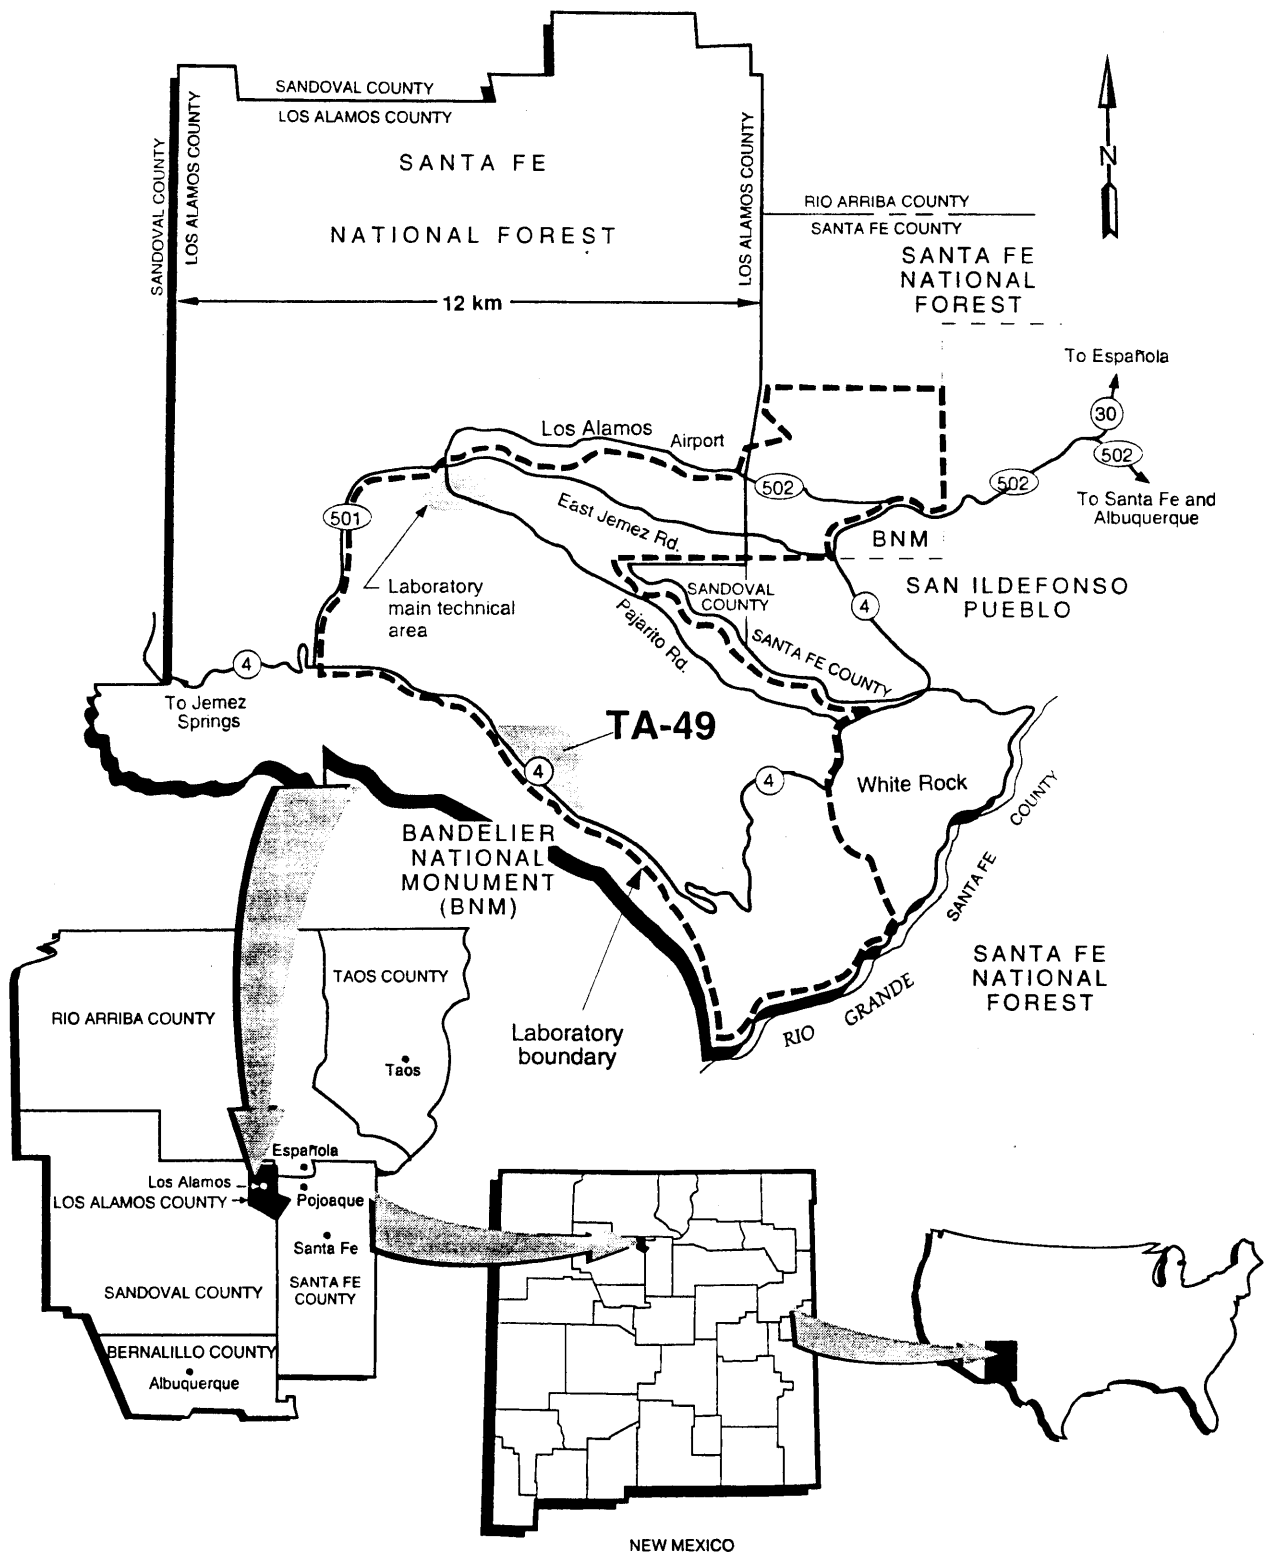 SANDOVAL COUNTY
LOS ALAMOS COUNTY
SANDOVAL COUNTY
LOS ALAMOS COUNTY
SANTA FE
NATIONAL FOREST
LOS ALAMOS COUNTY
N
RIO ARRIBA COUNTY
SANTA FE COUNTY
SANTA FE
NATIONAL
FOREST
12 km
To Española
30
502
To Santa Fe and
Albuquerque
Los Alamos
Airport
502
502
501
East Jemez Rd.
BNM
Laboratory
main technical
area
SANDOVAL
COUNTY
SAN ILDEFONSO
PUEBLO
4
Pajarito Rd.
SANTA FE COUNTY
4
To Jemez
Springs
TA-49
4
4
White Rock
COUNTY
SANTA FE
BANDELIER
NATIONAL
MONUMENT
(BNM)
SANTA FE
NATIONAL
FOREST
RIO GRANDE
Laboratory
boundary
TAOS COUNTY
RIO ARRIBA COUNTY
Taos
Española
Los Alamos
LOS ALAMOS COUNTY
Pojoaque
Santa Fe
SANTA FE
COUNTY
SANDOVAL COUNTY
BERNALILLO COUNTY
Albuquerque
NEW MEXICO